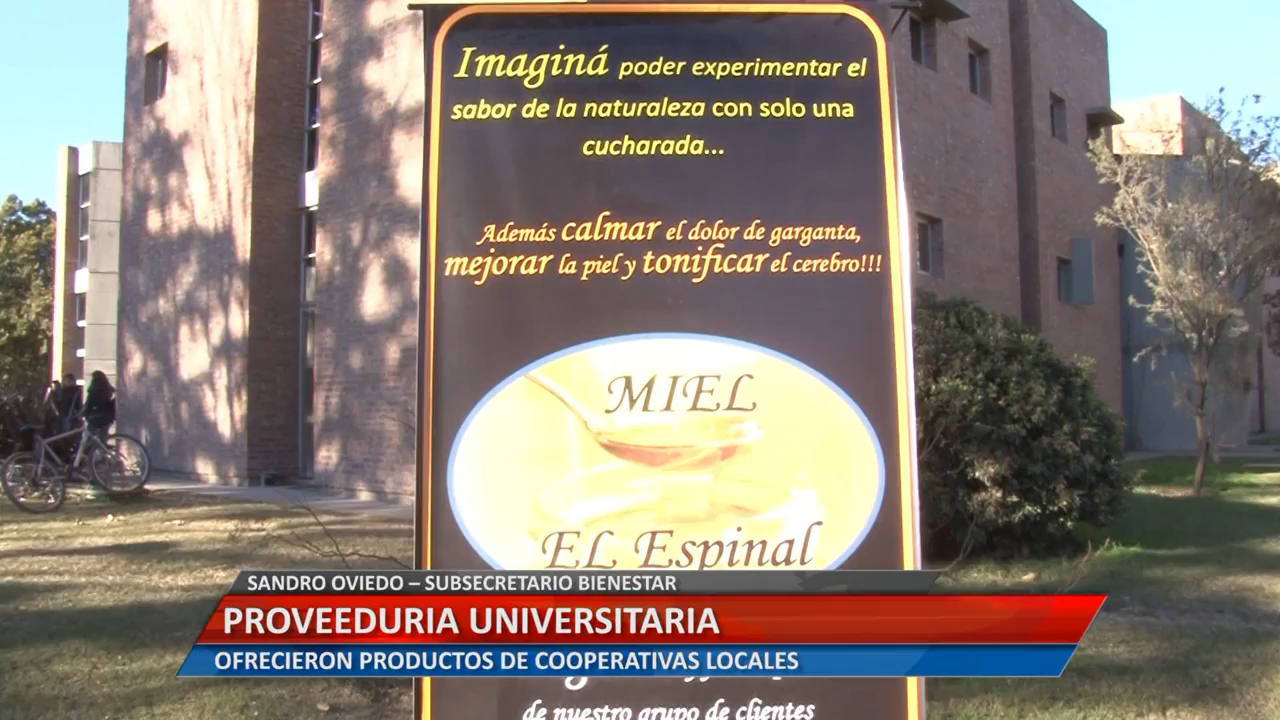 Imaginá poder experimentar el
sabor de la naturaleza con solo una
cucharada...
Además calmar el dolor de garganta,
mejorar la piel y tonificar el cerebro!!!
MIEL
EL Espinal
SANDRO OVIEDO – SUBSECRETARIO BIENESTAR
PROVEEDURIA UNIVERSITARIA
OFRECIERON PRODUCTOS DE COOPERATIVAS LOCALES
de nuestro grupo de clientes